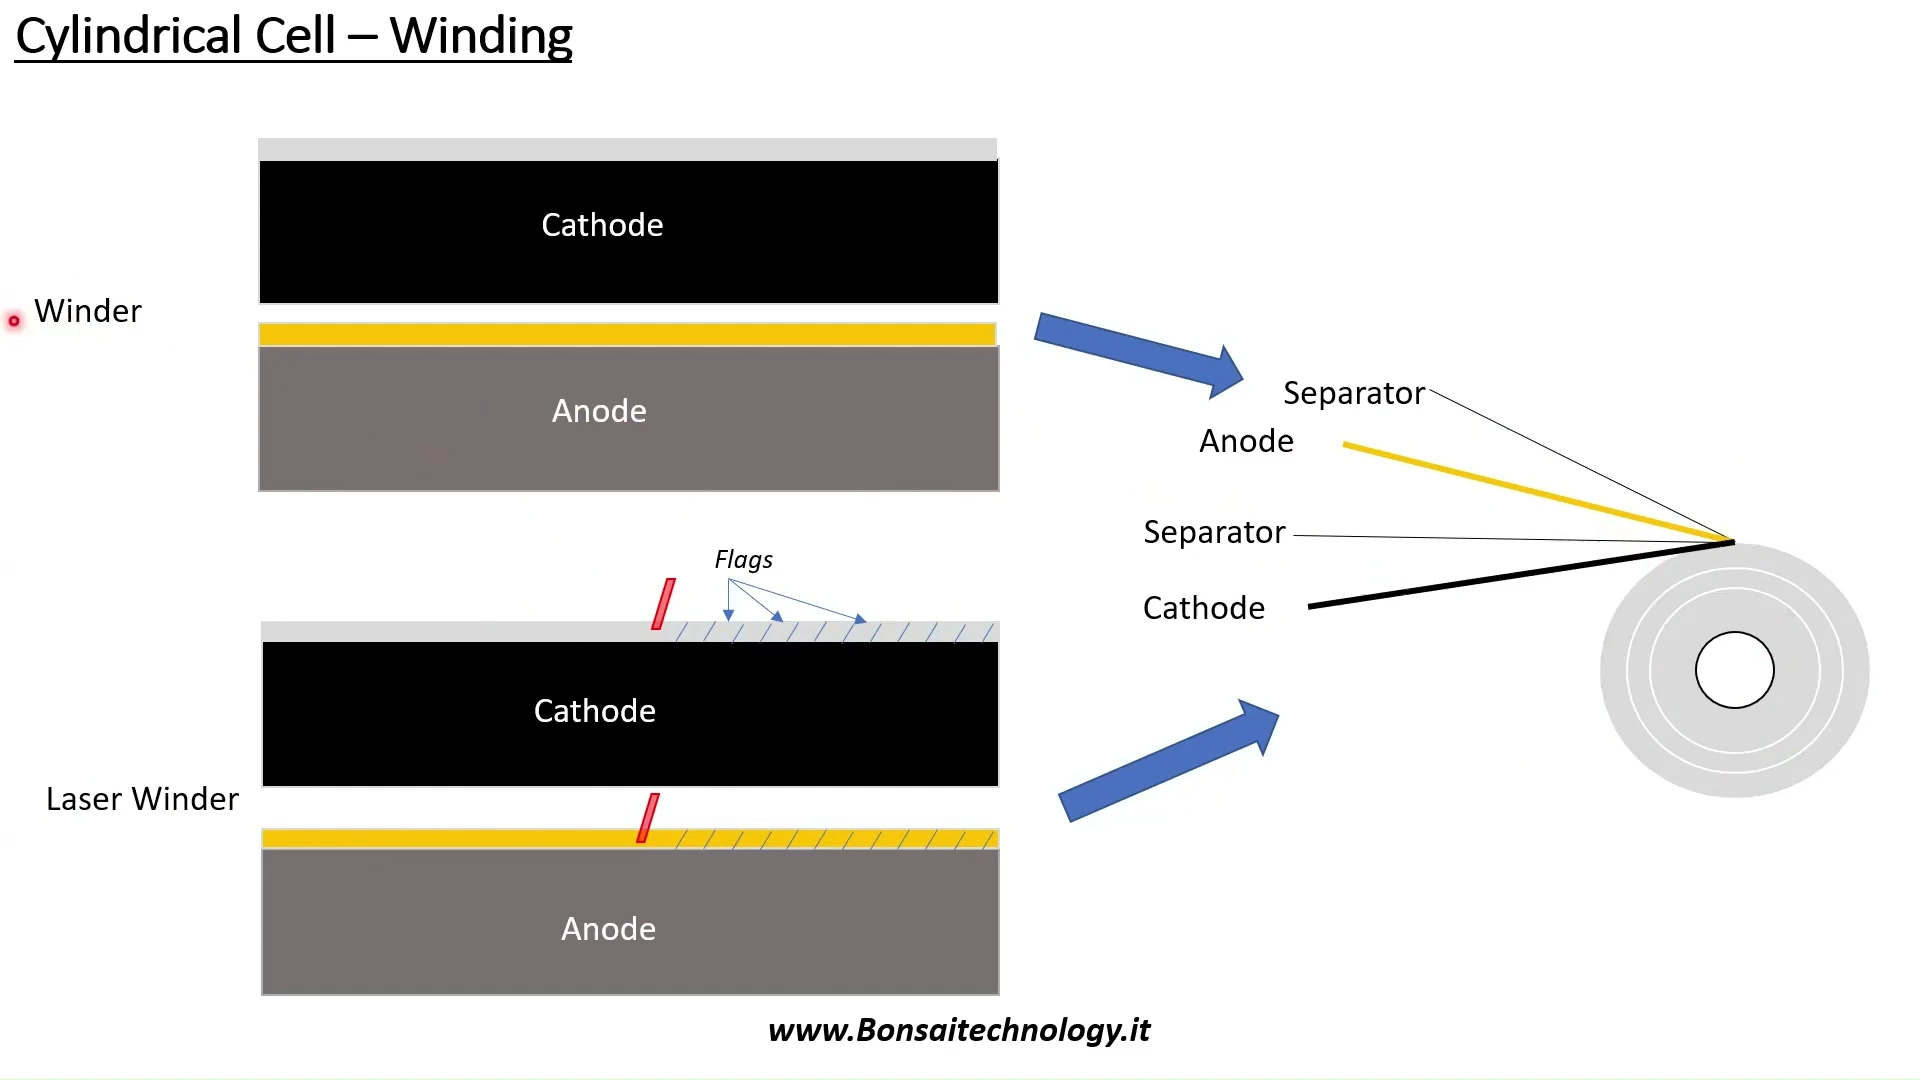 Cylindrical Cell – Winding
Cathode
Winder
Anode
Separator
Anode
Separator
Cathode
Flags
Cathode
Laser Winder
Anode
www.Bonsaitechnology.it